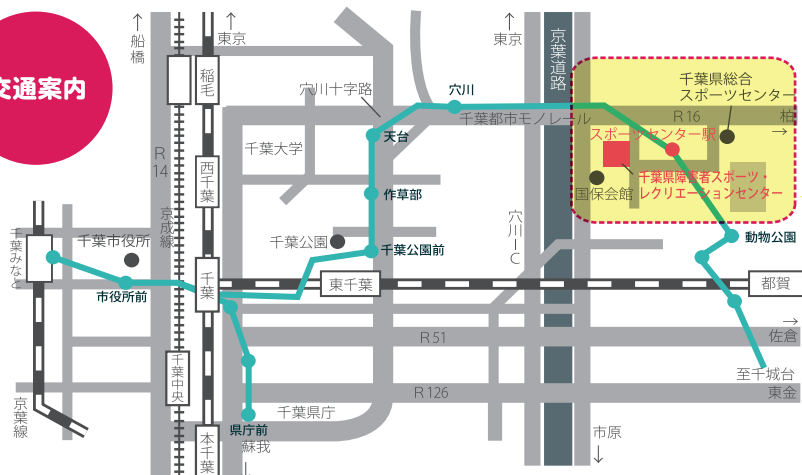 交通案内
船橋
東京
東京
京葉道路
稲毛
穴川十字路
穴川
千葉都市モノレール
千葉県総合
スポーツセンター
R16
柏
スポーツセンター駅
天台
千葉大学
R
14
西千葉
作草部
国保会館
千葉県障害者スポーツ・
レクリエーションセンター
京成線
穴川IC
千葉みなと
千葉市役所
千葉公園
千葉公園前
動物公園
市役所前
千葉
東千葉
都賀
R51
佐倉
千葉中央
至千城台
R126
東金
京葉線
千葉県庁
県庁前
本千葉
蘇我
市原